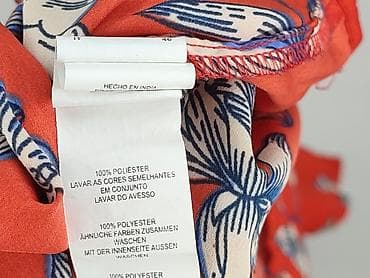 HECHO EN INDIA
100% POLIÉSTER
LAVAR AS CORES SEMELHANTES
EM CONJUNTO
LAVAR DO AVESSO
100% POLYESTER
ÄHNLICHE FARBEN ZUSAMMEN
WASCHEN
MIT DER INNENSEITE AUSSEN
WASCHEN
100% POLYESTER